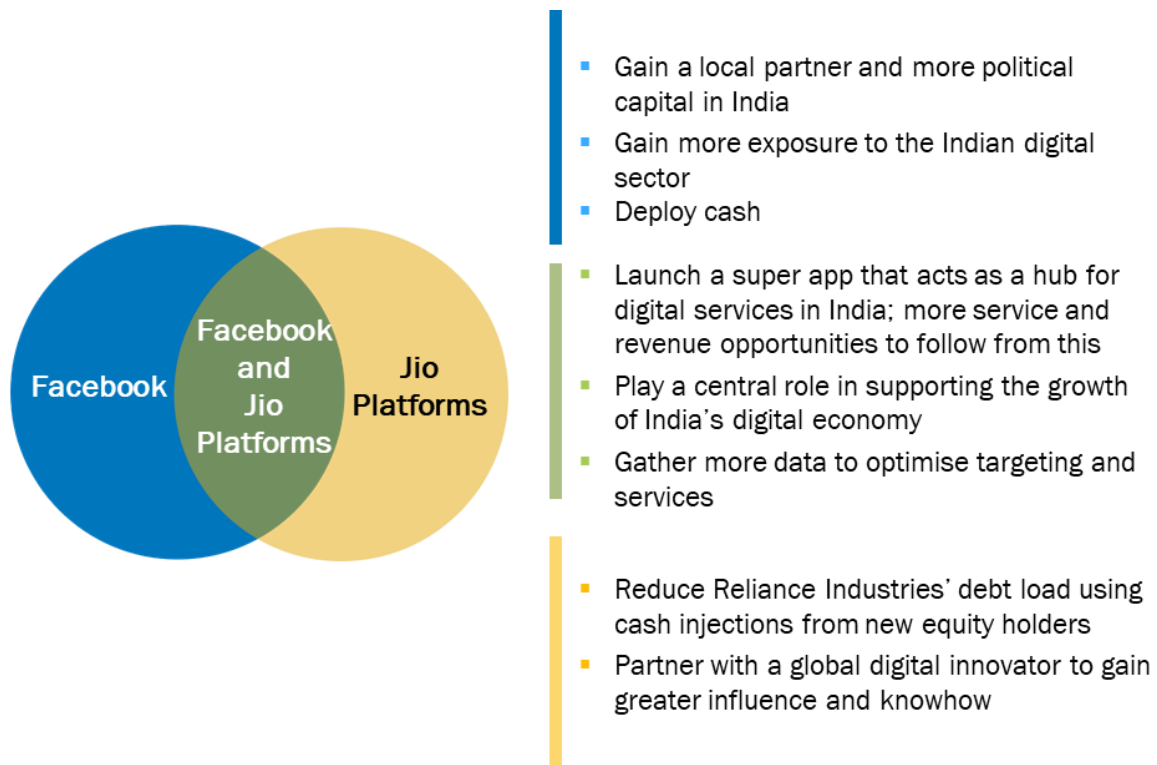 Facebook
Facebook
and
Jio
Platforms
Jio
Platforms
Gain a local partner and more political
capital in India
Gain more exposure to the Indian digital
sector
Deploy cash
Launch a super app that acts as a hub for
digital services in India; more service and
revenue opportunities to follow from this
Play a central role in supporting the growth
of India’s digital economy
Gather more data to optimise targeting and
services
Reduce Reliance Industries’ debt load using
cash injections from new equity holders
Partner with a global digital innovator to gain
greater influence and knowhow